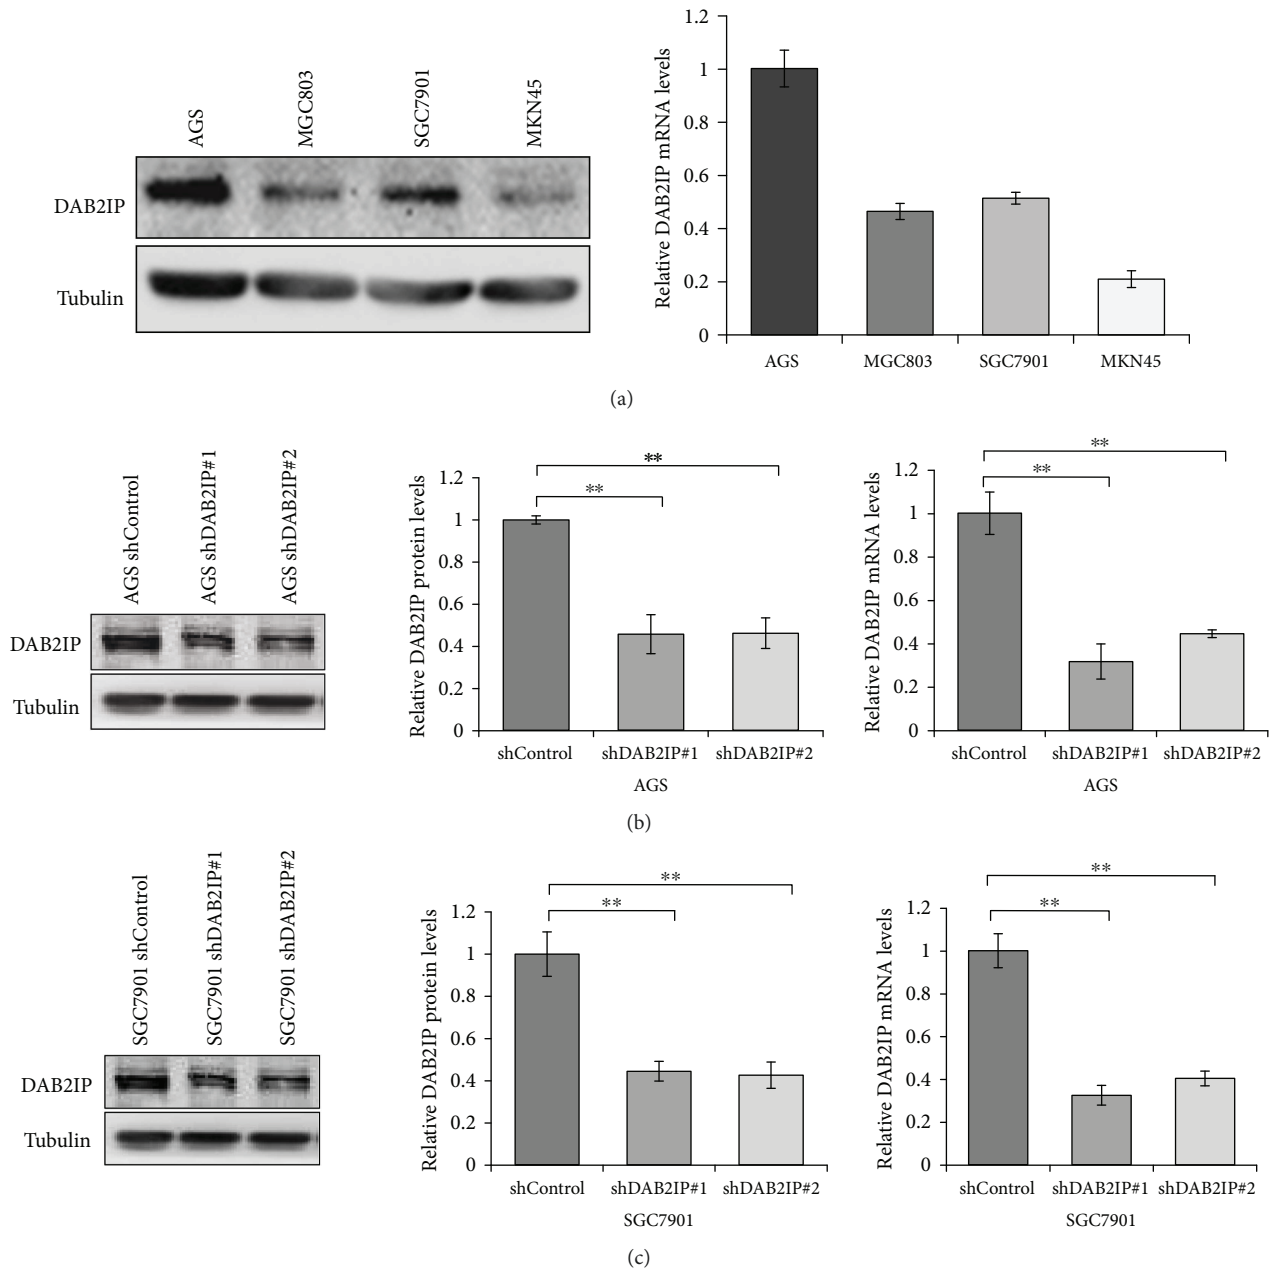 AGS
MGC803
SGC7901
MKN45
DAB2IP
Tubulin
Relative DAB2IP mRNA levels
1.2
1
0.8
0.6
0.4
0.2
0
AGS
MGC803
SGC7901
MKN45
(a)
AGS shControl
AGS shDAB2IP#1
AGS shDAB2IP#2
DAB2IP
Tubulin
Relative DAB2IP protein levels
1.2
1
0.8
0.6
0.4
0.2
0
**
**
shControl
shDAB2IP#1
shDAB2IP#2
AGS
Relative DAB2IP mRNA levels
1.2
1
0.8
0.6
0.4
0.2
0
**
**
shControl
shDAB2IP#1
shDAB2IP#2
AGS
(b)
SGC7901 shControl
SGC7901 shDAB2IP#1
SGC7901 shDAB2IP#2
DAB2IP
Tubulin
Relative DAB2IP protein levels
1.2
1
0.8
0.6
0.4
0.2
0
**
**
shControl
shDAB2IP#1
shDAB2IP#2
SGC7901
Relative DAB2IP mRNA levels
1.2
1
0.8
0.6
0.4
0.2
0
**
**
shControl
shDAB2IP#1
shDAB2IP#2
SGC7901
(c)